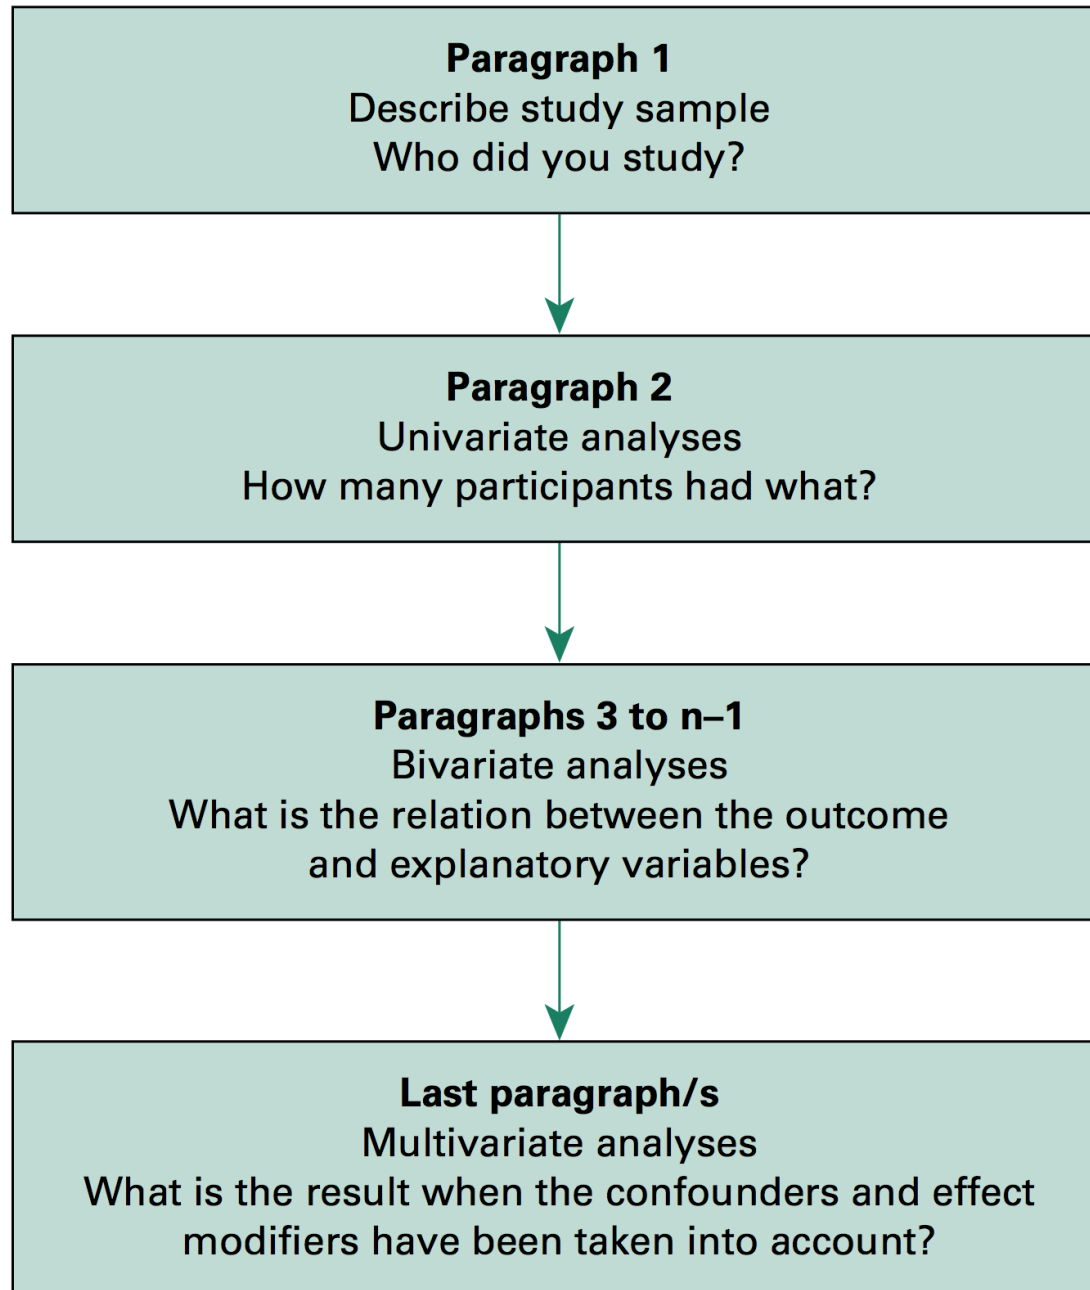 Paragraph 1
Describe study sample
Who did you study?
Paragraph 2
Univariate analyses
How many participants had what?
Paragraphs 3 to n–1
Bivariate analyses
What is the relation between the outcome
and explanatory variables?
Last paragraph/s
Multivariate analyses
What is the result when the confounders and effect
modifiers have been taken into account?